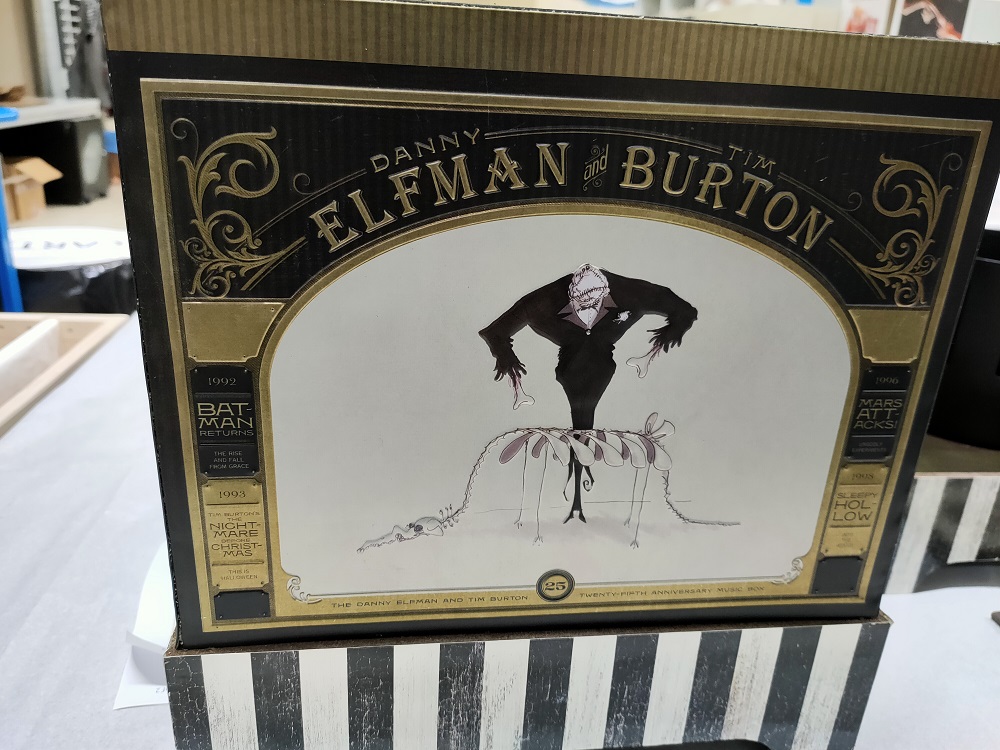 DANNY
ELFMAN and
TIM
BURTON
1992
BAT-
MAN
RETURNS
THE RISE
AND FALL
FROM GRACE
1993
TIM BURTON'S
THE
NIGHT-
MARE
BEFORE
CHRIST-
MAS
THIS IS
HALLOWEEN
1996
MARS
ATT-
ACKS!
SLEEPY
HOL-
LOW
THE DANNY ELFMAN AND TIM BURTON 25 TWENTY-FIFTH ANNIVERSARY MUSIC BOX